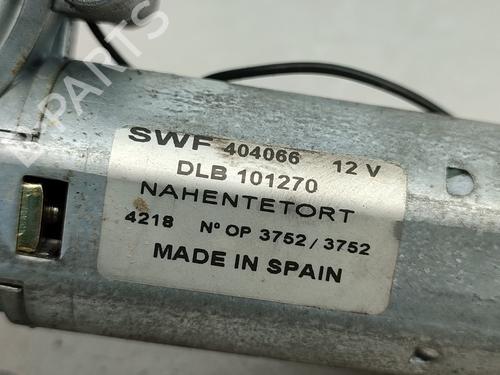 SWF 404066 12 V
DLB 101270
NAHENTETORT
4218 Nº OP 3752 / 3752
MADE IN SPAIN